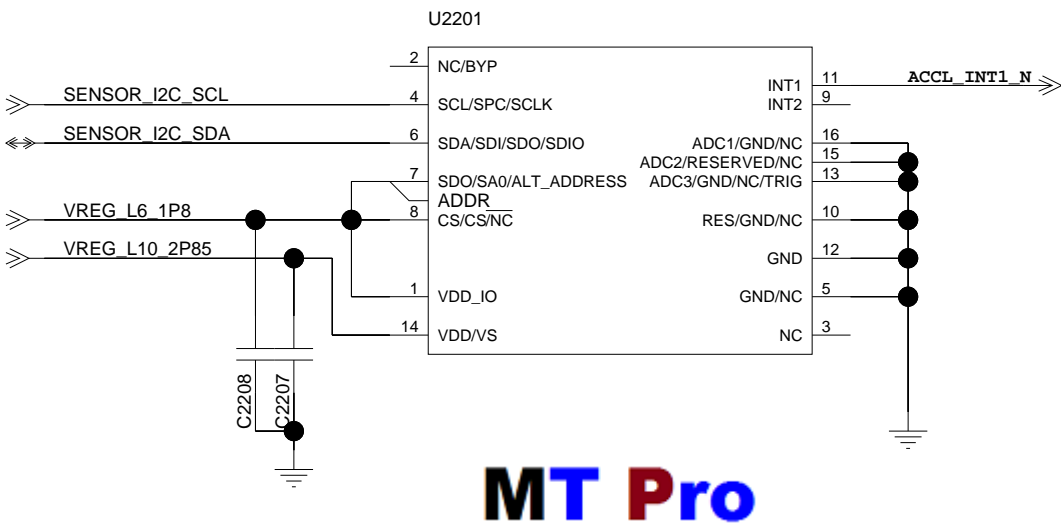 U2201
2 NC/BYP
INT1 11 ACCL_INT1_N
SENSOR_I2C_SCL 4 SCL/SPC/SCLK
INT2 9
SENSOR_I2C_SDA 6 SDA/SDI/SDO/SDIO
ADC1/GND/NC 16
ADC2/RESERVED/NC 15
7 SDO/SA0/ALT_ADDRESS
ADC3/GND/NC/TRIG 13
ADDR
VREG_L6_1P8 8 CS/CS/NC
RES/GND/NC 10
VREG_L10_2P85
GND 12
1 VDD_IO
GND/NC 5
14 VDD/VS
NC 3
C2208
C2207
MT Pro